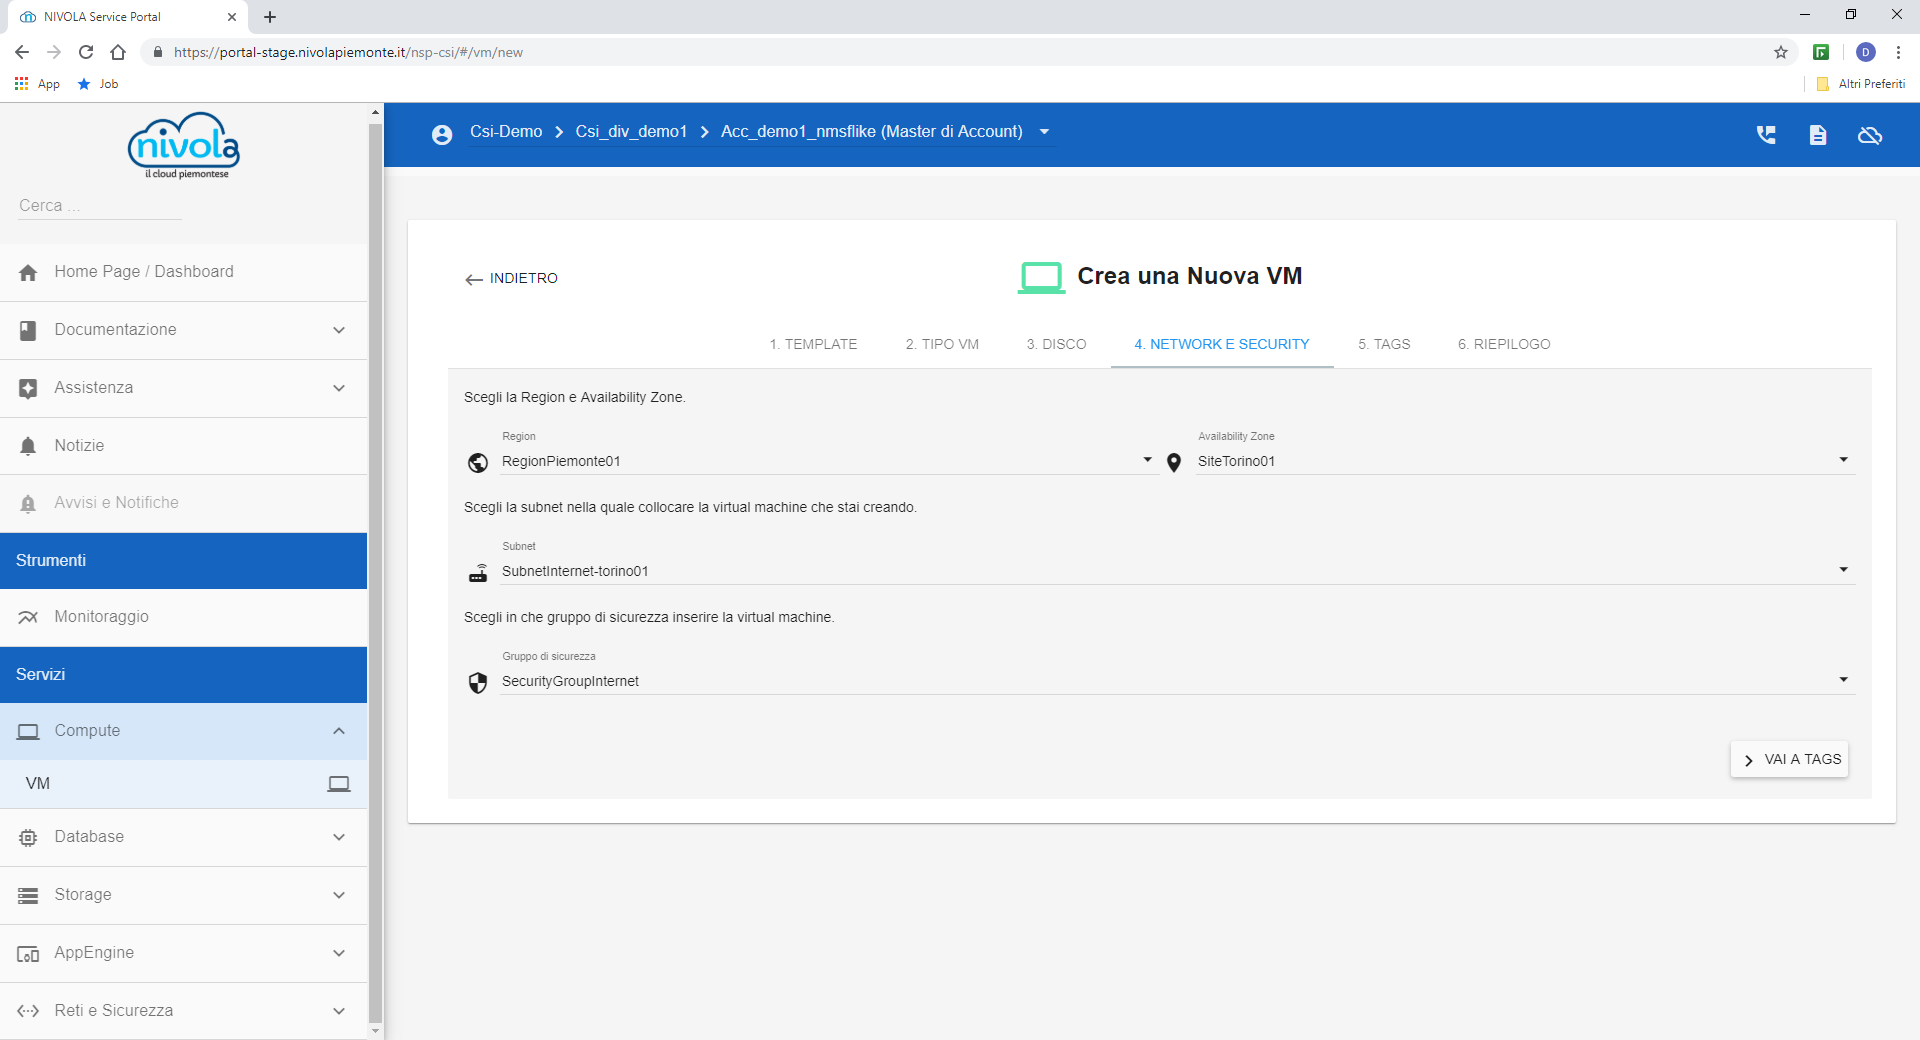 NIVOLA Service Portal
https://portal-stage.nivolapiemonte.it/nsp-csi/#/vm/new
D
App
Job
Altri Preferiti
nivola
il cloud piemontese
Cerca ...
Home Page / Dashboard
Documentazione
Assistenza
Notizie
Avvisi e Notifiche
Strumenti
Monitoraggio
Servizi
Compute
VM
Database
Storage
AppEngine
Reti e Sicurezza
Csi-Demo
Csi_div_demo1
Acc_demo1_nmsflike (Master di Account)
INDIETRO
Crea una Nuova VM
1. TEMPLATE
2. TIPO VM
3. DISCO
4. NETWORK E SECURITY
5. TAGS
6. RIEPILOGO
Scegli la Region e Availability Zone.
Region
RegionPiemonte01
Availability Zone
SiteTorino01
Scegli la subnet nella quale collocare la virtual machine che stai creando.
Subnet
SubnetInternet-torino01
Scegli in che gruppo di sicurezza inserire la virtual machine.
Gruppo di sicurezza
SecurityGroupInternet
VAI A TAGS